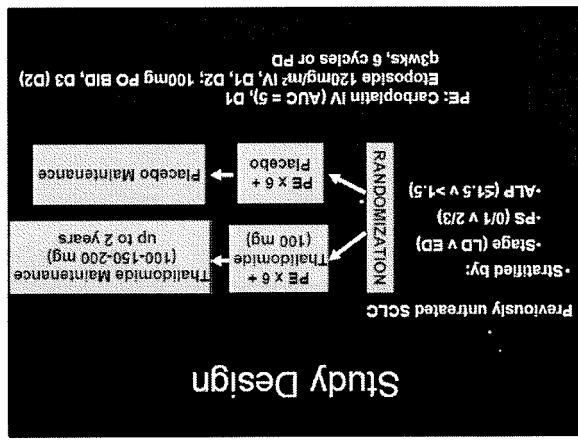 Study Design
Previously untreated SCLC
• Stratified by:
•Stage (LD v ED)
•PS (0/1 v 2/3)
•ALP (≤1.5 v >1.5)
RANDOMIZATION
PE x 6 +
Thalidomide
(100 mg)
Thalidomide Maintenance
(100-150-200 mg)
up to 2 years
PE x 6 +
Placebo
Placebo Maintenance
PE: Carboplatin IV (AUC = 5), D1
Etoposide 120mg/m² IV, D1, D2; 100mg PO BID, D3 (D2)
q3wks, 6 cycles or PD